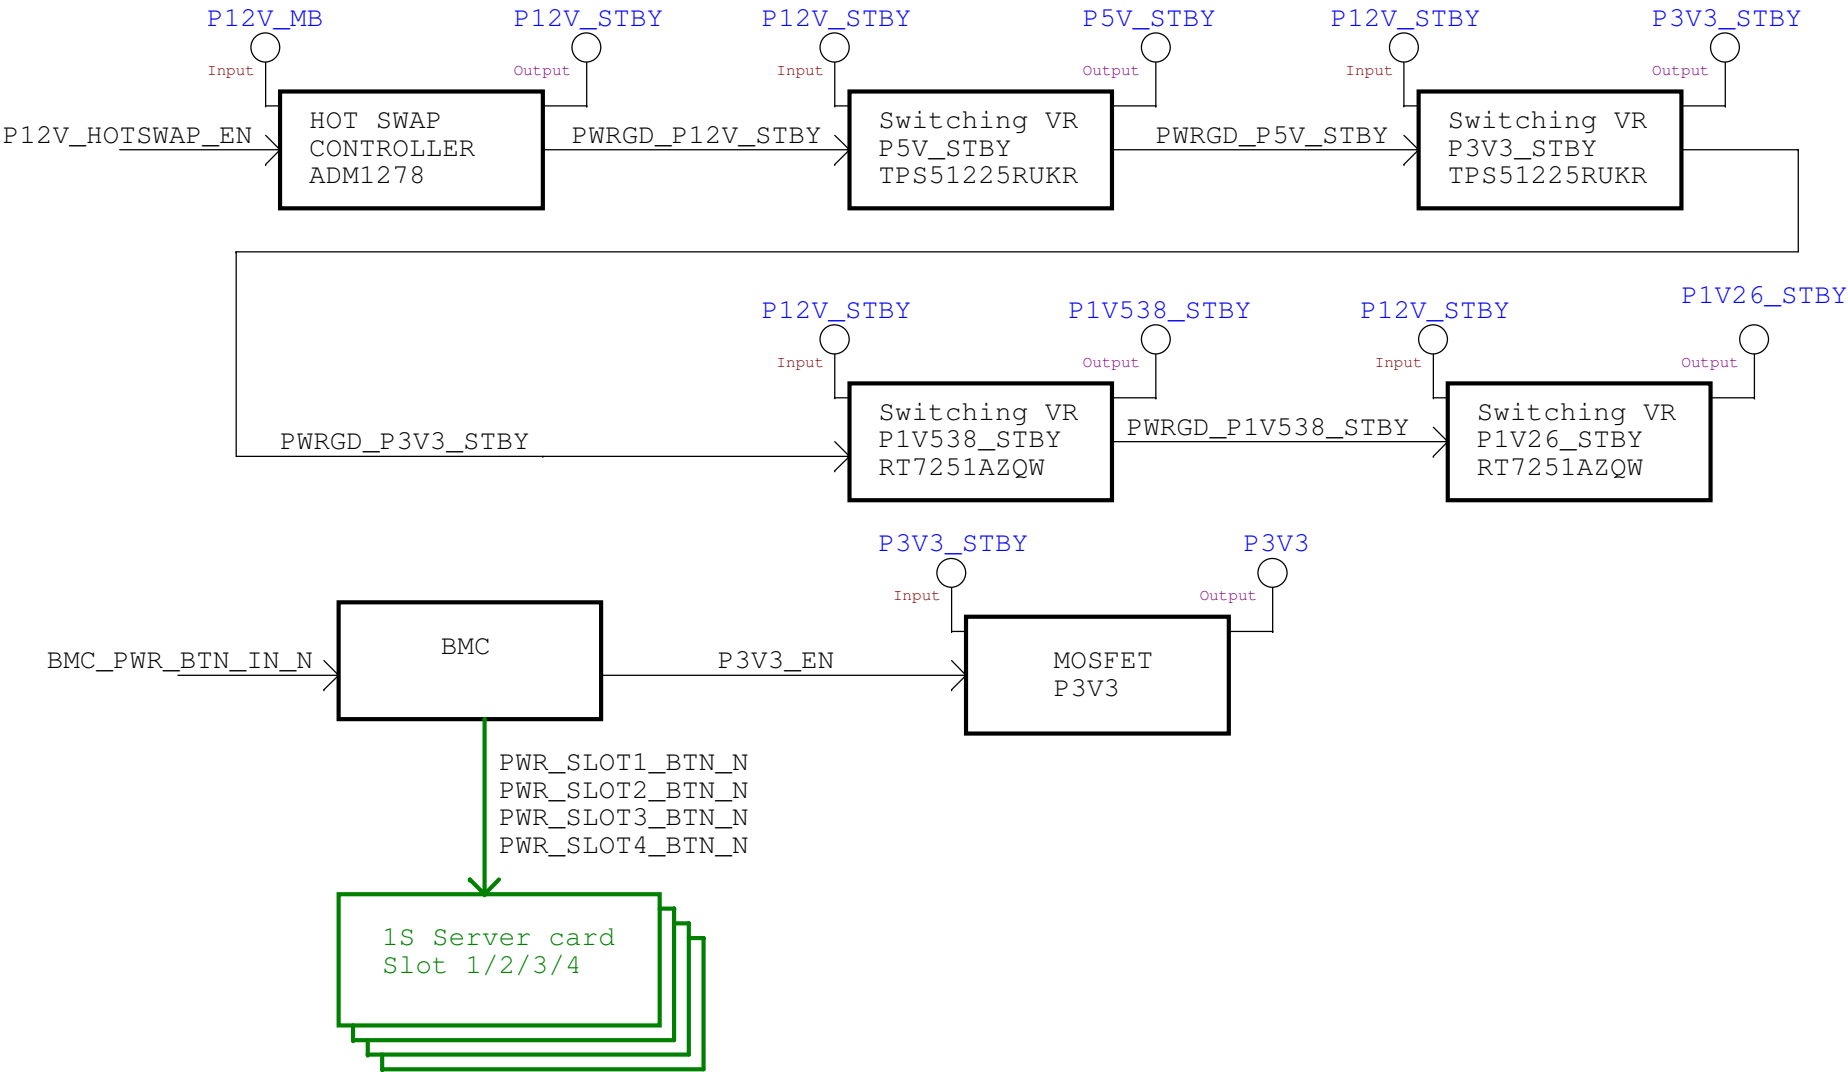 P12V_MB
P12V_STBY
P12V_STBY
P5V_STBY
P12V_STBY
P3V3_STBY
Input
Output
Input
Output
Input
Output
P12V_HOTSWAP_EN
HOT SWAP
CONTROLLER
ADM1278
PWRGD_P12V_STBY
Switching VR
P5V_STBY
TPS51225RUKR
PWRGD_P5V_STBY
Switching VR
P3V3_STBY
TPS51225RUKR
P12V_STBY
P1V538_STBY
P12V_STBY
P1V26_STBY
Input
Output
Input
Output
PWRGD_P3V3_STBY
Switching VR
P1V538_STBY
RT7251AZQW
PWRGD_P1V538_STBY
Switching VR
P1V26_STBY
RT7251AZQW
P3V3_STBY
P3V3
Input
Output
BMC_PWR_BTN_IN_N
BMC
P3V3_EN
MOSFET
P3V3
PWR_SLOT1_BTN_N
PWR_SLOT2_BTN_N
PWR_SLOT3_BTN_N
PWR_SLOT4_BTN_N
1S Server card
Slot 1/2/3/4